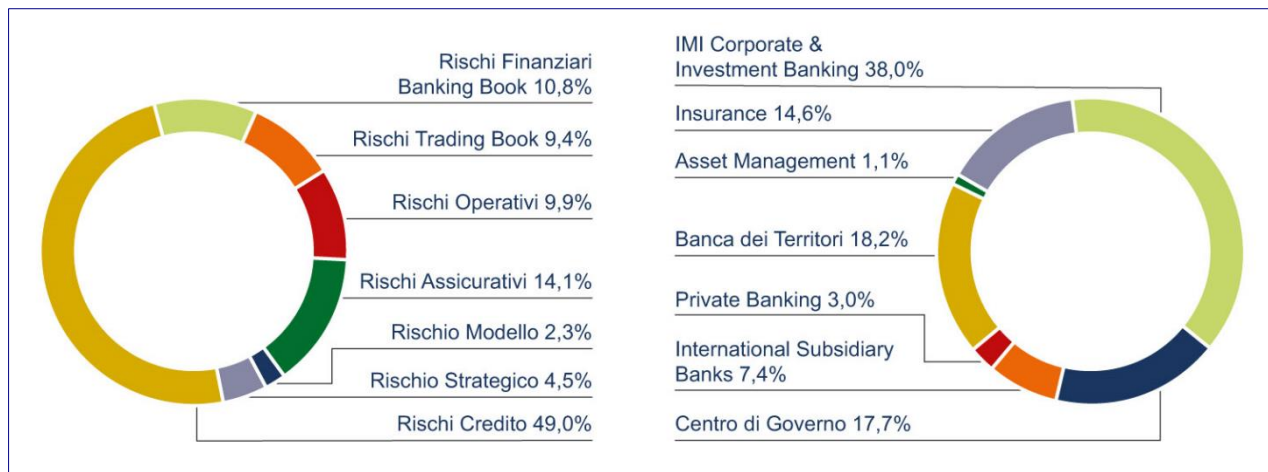 Rischi Finanziari
Banking Book 10,8%
Rischi Trading Book 9,4%
Rischi Operativi 9,9%
Rischi Assicurativi 14,1%
Rischio Modello 2,3%
Rischio Strategico 4,5%
Rischi Credito 49,0%
IMI Corporate &
Investment Banking 38,0%
Insurance 14,6%
Asset Management 1,1%
Banca dei Territori 18,2%
Private Banking 3,0%
International Subsidiary
Banks 7,4%
Centro di Governo 17,7%